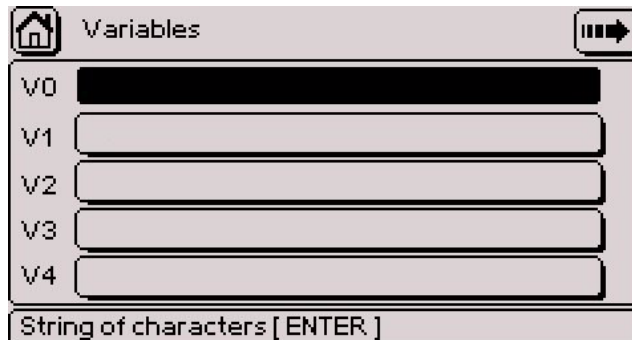 Variables
V0
V1
V2
V3
V4
String of characters [ ENTER ]